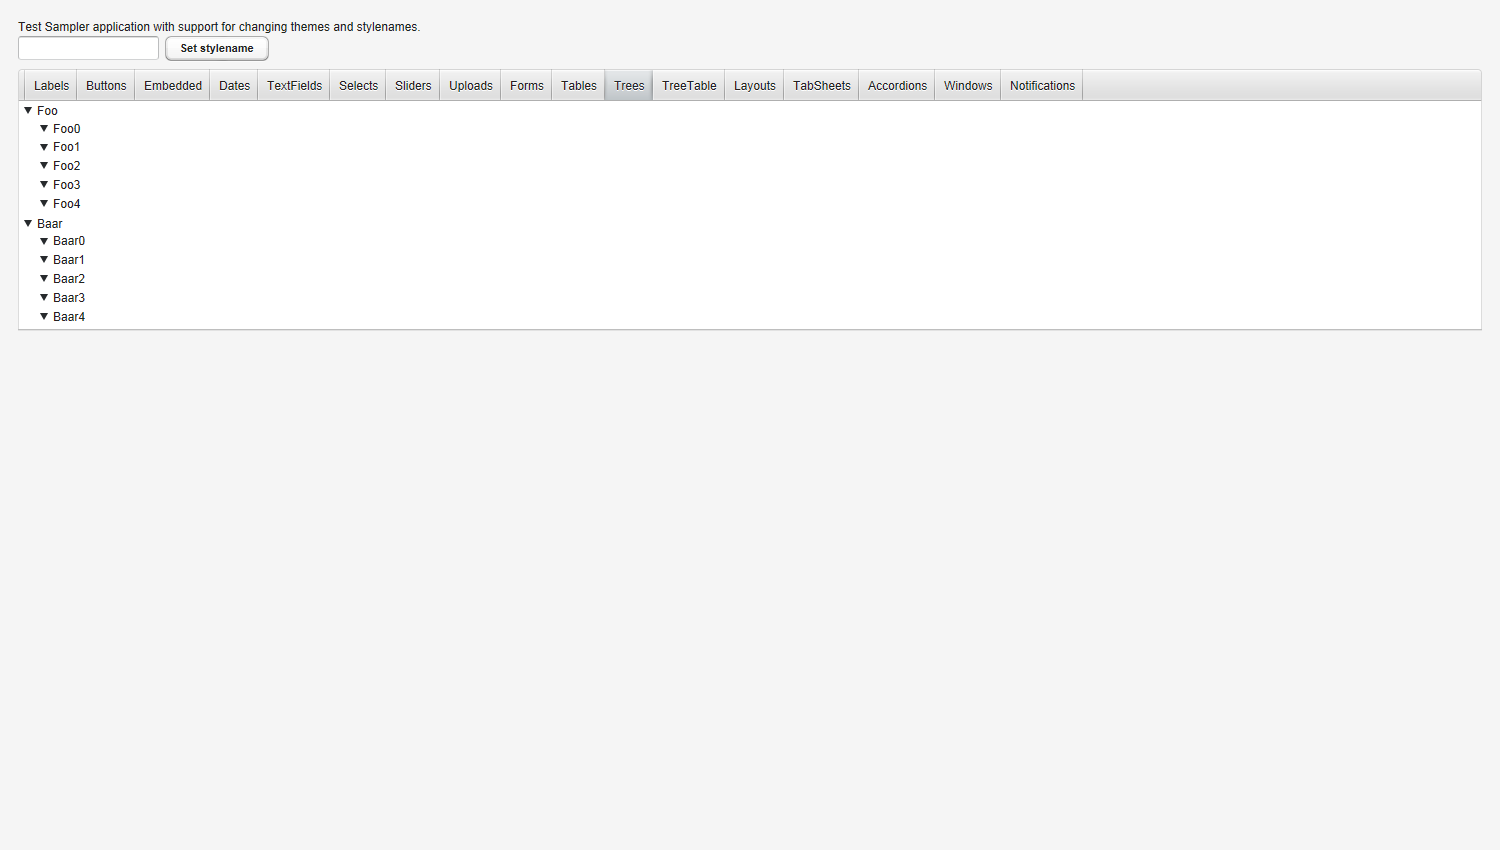 Test Sampler application with support for changing themes and stylenames.
Set stylename
Labels Buttons Embedded Dates TextFields Selects Sliders Uploads Forms Tables Trees TreeTable Layouts TabSheets Accordions Windows Notifications
Foo
Foo0
Foo1
Foo2
Foo3
Foo4
Baar
Baar0
Baar1
Baar2
Baar3
Baar4